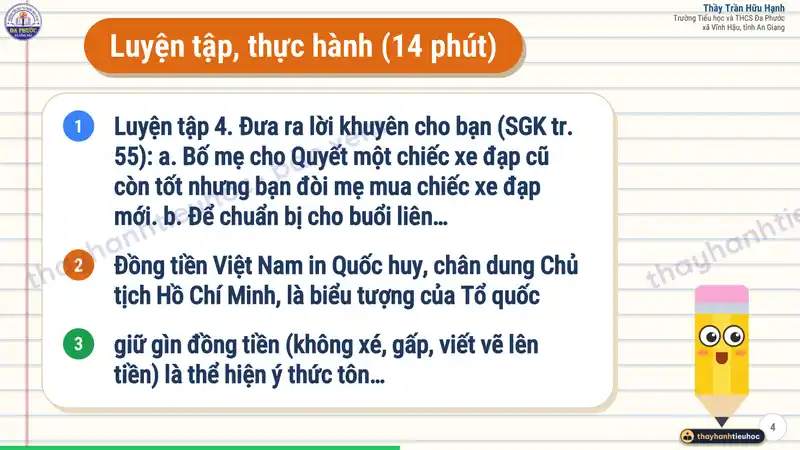 ĐA PHƯỚC
Thầy Trần Hữu Hạnh
Trường Tiểu học và THCS Đa Phước
xã Vĩnh Hậu, tỉnh An Giang
Luyện tập, thực hành (14 phút)
1
Luyện tập 4. Đưa ra lời khuyên cho bạn (SGK tr.
55): a. Bố mẹ cho Quyết một chiếc xe đạp cũ
còn tốt nhưng bạn đòi mẹ mua chiếc xe đạp
mới. b. Để chuẩn bị cho buổi liên...
2
Đồng tiền Việt Nam in Quốc huy, chân dung Chủ
tịch Hồ Chí Minh, là biểu tượng của Tổ quốc
3
giữ gìn đồng tiền (không xé, gấp, viết vẽ lên
tiền) là thể hiện ý thức tôn...
thayhanhtieuhoc
4